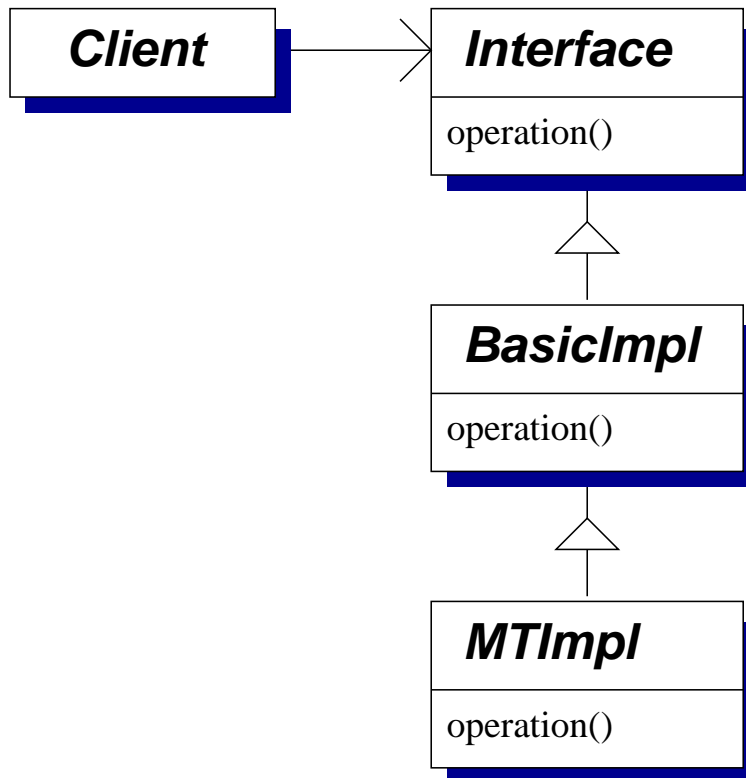 Client
Interface
operation()
BasicImpl
operation()
MTImpl
operation()